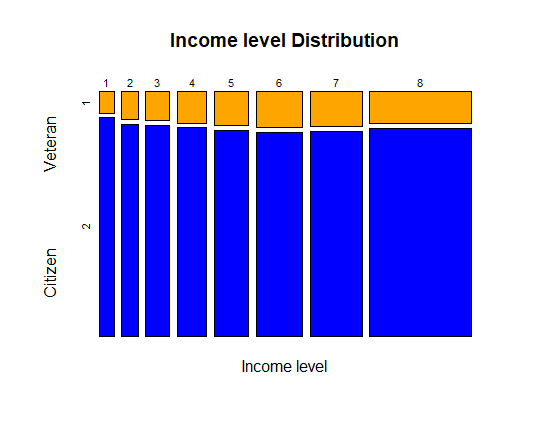 Income level Distribution
1 2 3 4 5 6 7 8
1
Veteran
2
Citizen
Income level